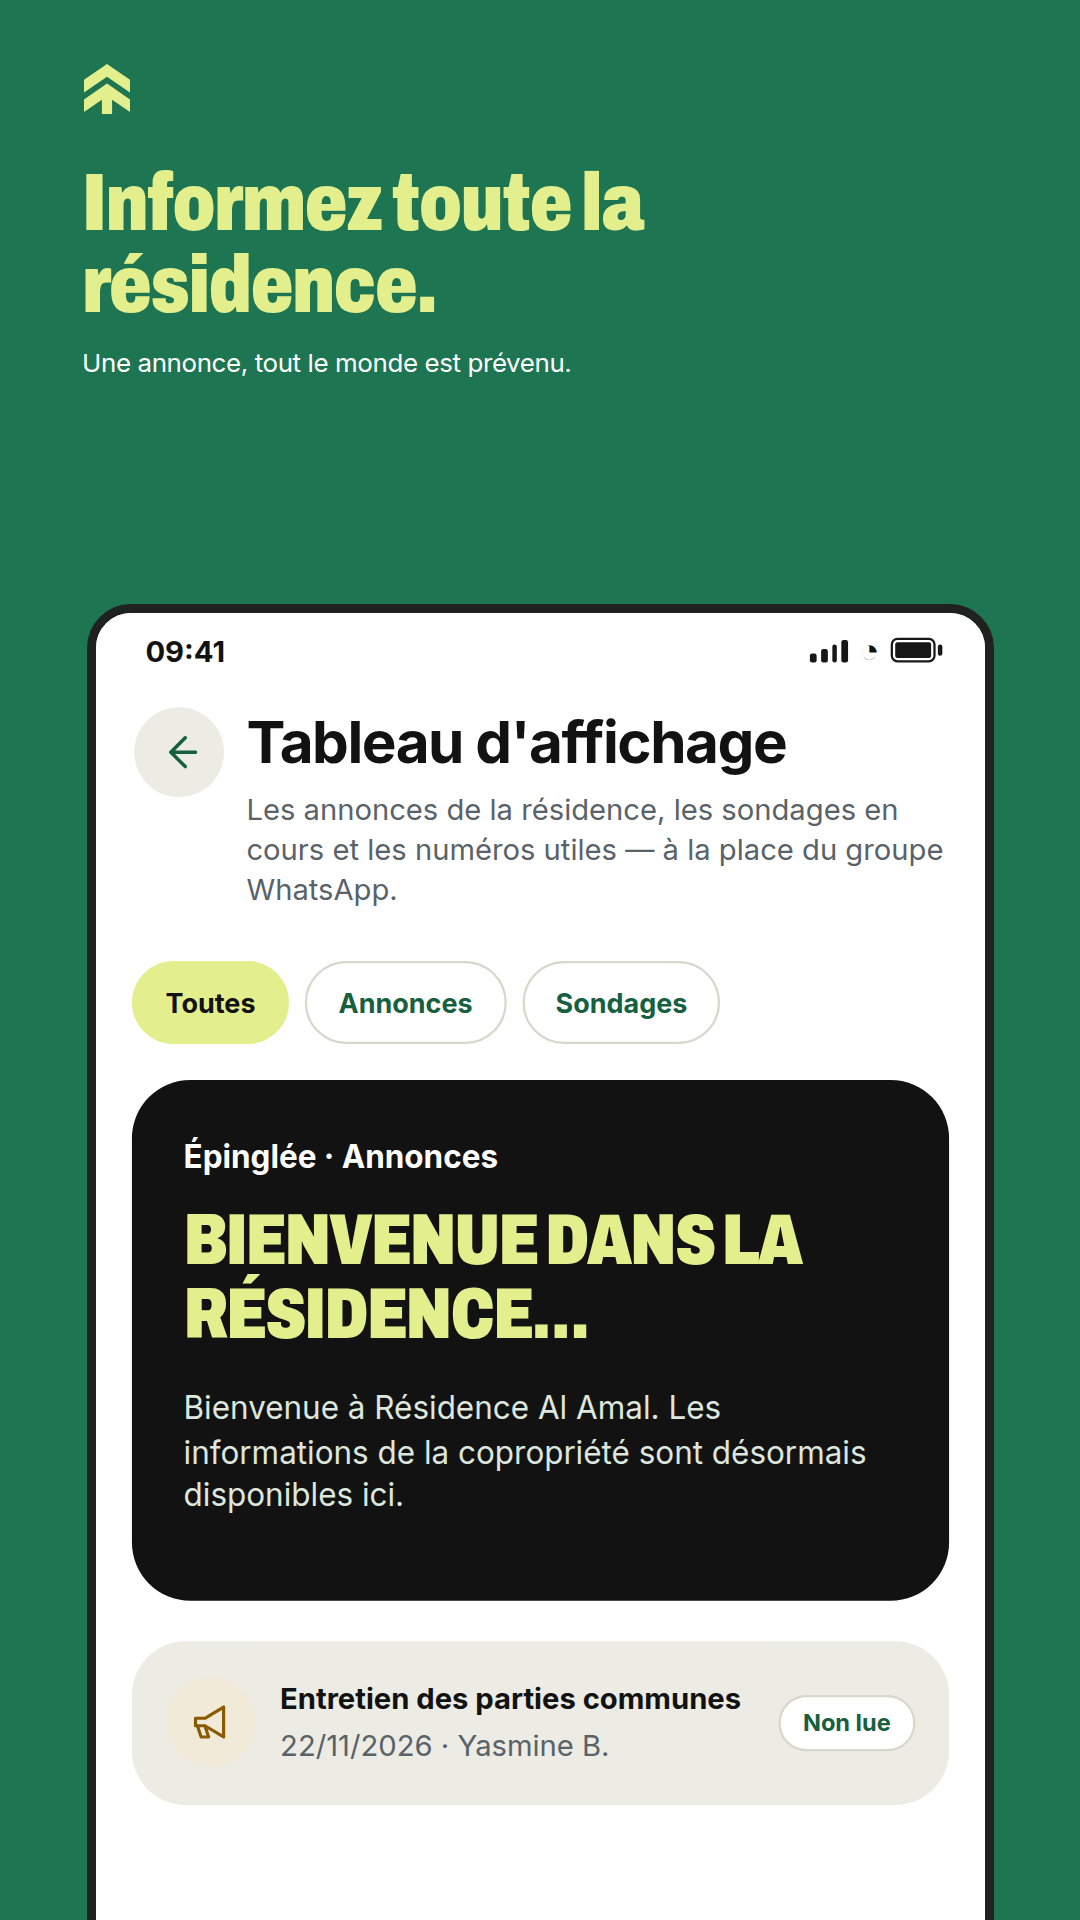 Informez toute la
résidence.
Une annonce, tout le monde est prévenu.
09:41
Tableau d'affichage
Les annonces de la résidence, les sondages en
cours et les numéros utiles — à la place du groupe
WhatsApp.
Toutes
Annonces
Sondages
Épinglée · Annonces
BIENVENUE DANS LA
RÉSIDENCE...
Bienvenue à Résidence Al Amal. Les
informations de la copropriété sont désormais
disponibles ici.
Entretien des parties communes
22/11/2026 · Yasmine B.
Non lue